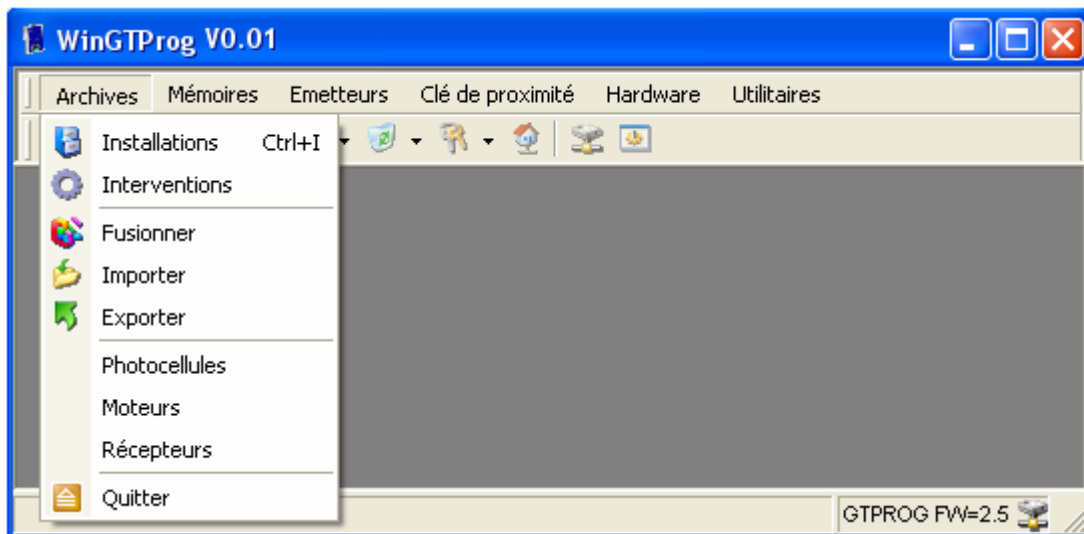 WinGTProg V0.01
Archives Mémoires Emetteurs Clé de proximité Hardware Utilitaires
Installations Ctrl+I
Interventions
Fusionner
Importer
Exporter
Photocellules
Moteurs
Récepteurs
Quitter
GTPROG FW=2.5